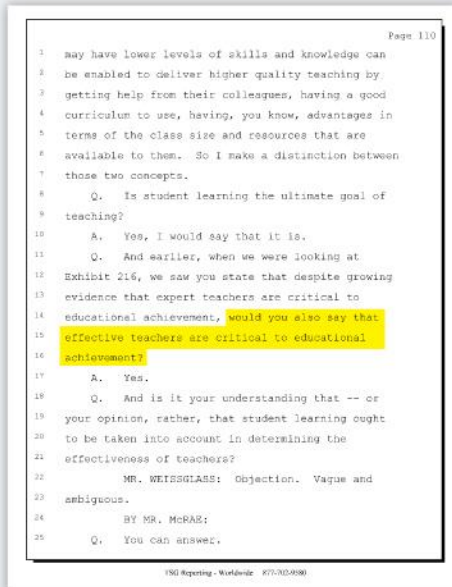 Page 110
1 may have lower levels of skills and knowledge can
2 be enabled to deliver higher quality teaching by
3 getting help from their colleagues, having a good
4 curriculum to use, having, you know, advantages in
5 terms of the class size and resources that are
6 available to them. So I make a distinction between
7 those two concepts.
8 Q. Is student learning the ultimate goal of
9 teaching?
10 A. Yes, I would say that it is.
11 Q. And earlier, when we were looking at
12 Exhibit 216, we saw you state that despite growing
13 evidence that expert teachers are critical to
14 educational achievement, would you also say that
15 effective teachers are critical to educational
16 achievement?
17 A. Yes.
18 Q. And is it your understanding that -- or
19 your opinion, rather, that student learning ought
20 to be taken into account in determining the
21 effectiveness of teachers?
22 MR. WEISSGLASS: Objection. Vague and
23 ambiguous.
24 BY MR. McRAE:
25 Q. You can answer.
TSG Reporting - Worldwide 877-702-9580